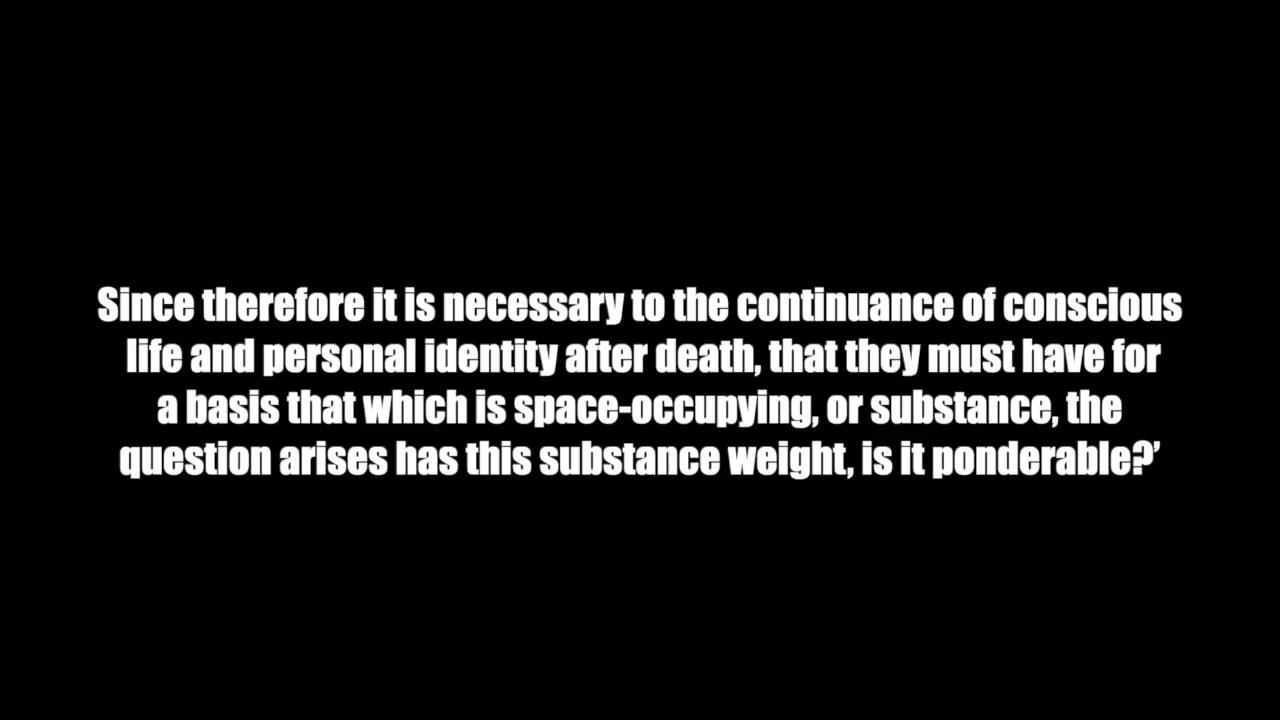 Since therefore it is necessary to the continuance of conscious
life and personal identity after death, that they must have for
a basis that which is space-occupying, or substance, the
question arises has this substance weight, is it ponderable?’